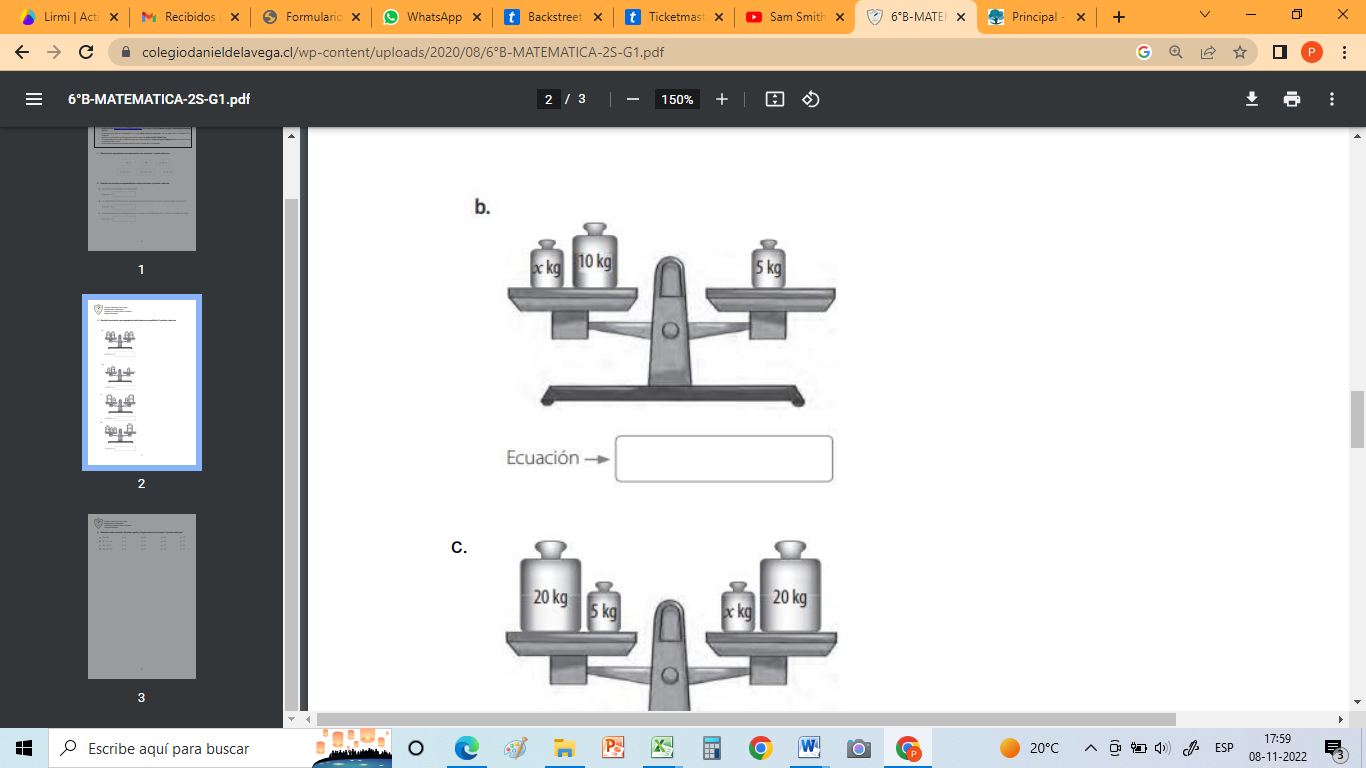 Lirmi | Acti
Recibidos
Formulario
WhatsApp
Backstreet
Ticketmast
Sam Smith
6°B-MATE
Principal -
colegiodanieldelavega.cl/wp-content/uploads/2020/08/6°B-MATEMATICA-2S-G1.pdf
P
6°B-MATEMATICA-2S-G1.pdf
2 / 3
150%
1
2
3
b.
x kg
10 kg
5 kg
Ecuación
C.
20 kg
5 kg
x kg
20 kg
Escribe aquí para buscar
20°C
ESP
17:59
08-11-2022
3